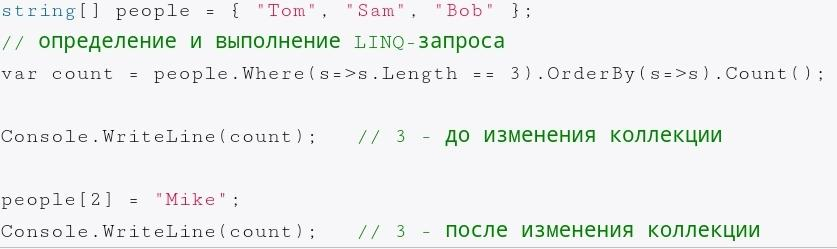 string[] people = { "Tom", "Sam", "Bob" };
// определение и выполнение LINQ-запроса
var count = people.Where(s=>s.Length == 3).OrderBy(s=>s).Count();
Console.WriteLine(count);   // 3 - до изменения коллекции
people[2] = "Mike";
Console.WriteLine(count);   // 3 - после изменения коллекции